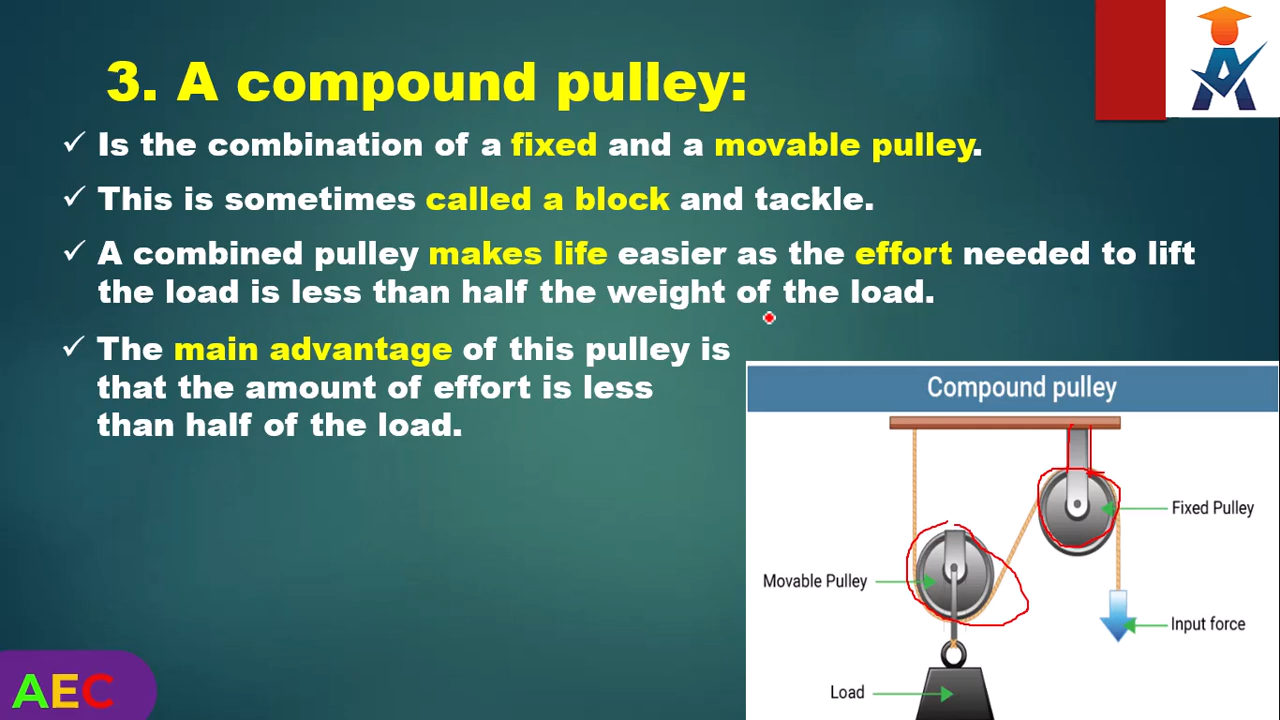 3. A compound pulley:
✓ Is the combination of a fixed and a movable pulley.
✓ This is sometimes called a block and tackle.
✓ A combined pulley makes life easier as the effort needed to lift
the load is less than half the weight of the load.
✓ The main advantage of this pulley is
that the amount of effort is less
than half of the load.
Compound pulley
Fixed Pulley
Movable Pulley
Input force
Load
AEC